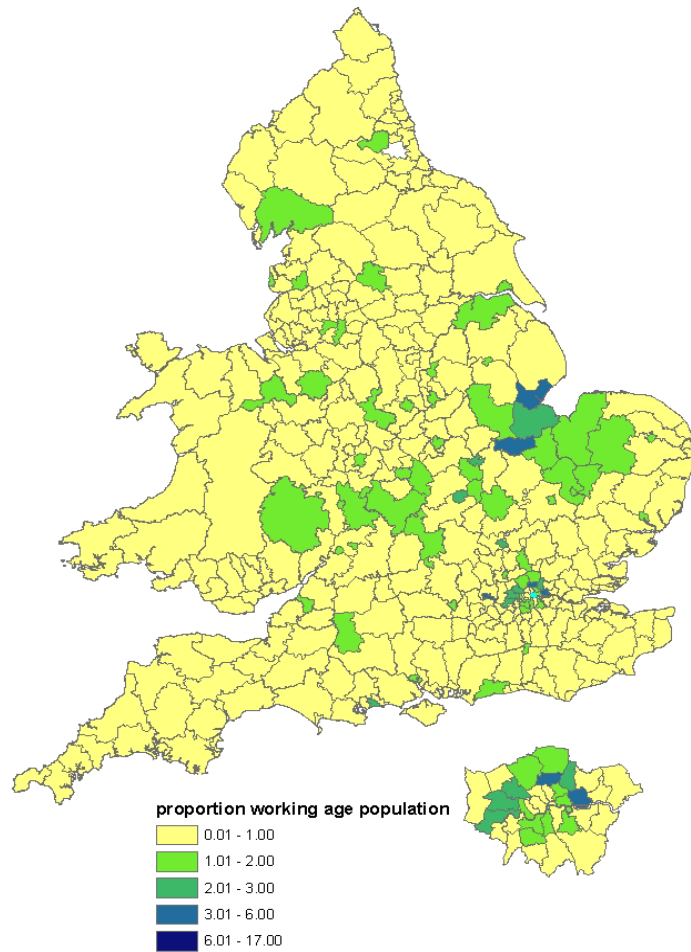 proportion working age population
0.01 - 1.00
1.01 - 2.00
2.01 - 3.00
3.01 - 6.00
6.01 - 17.00